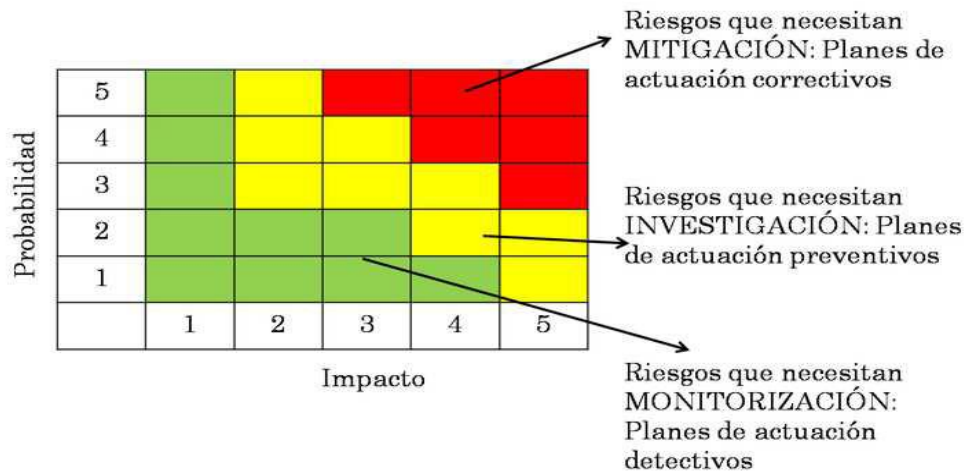 Riesgos que necesitan
MITIGACIÓN: Planes de
actuación correctivos
Probabilidad
5
4
3
2
1
1 2 3 4 5
Impacto
Riesgos que necesitan
INVESTIGACIÓN: Planes
de actuación preventivos
Riesgos que necesitan
MONITORIZACIÓN:
Planes de actuación
detectivos